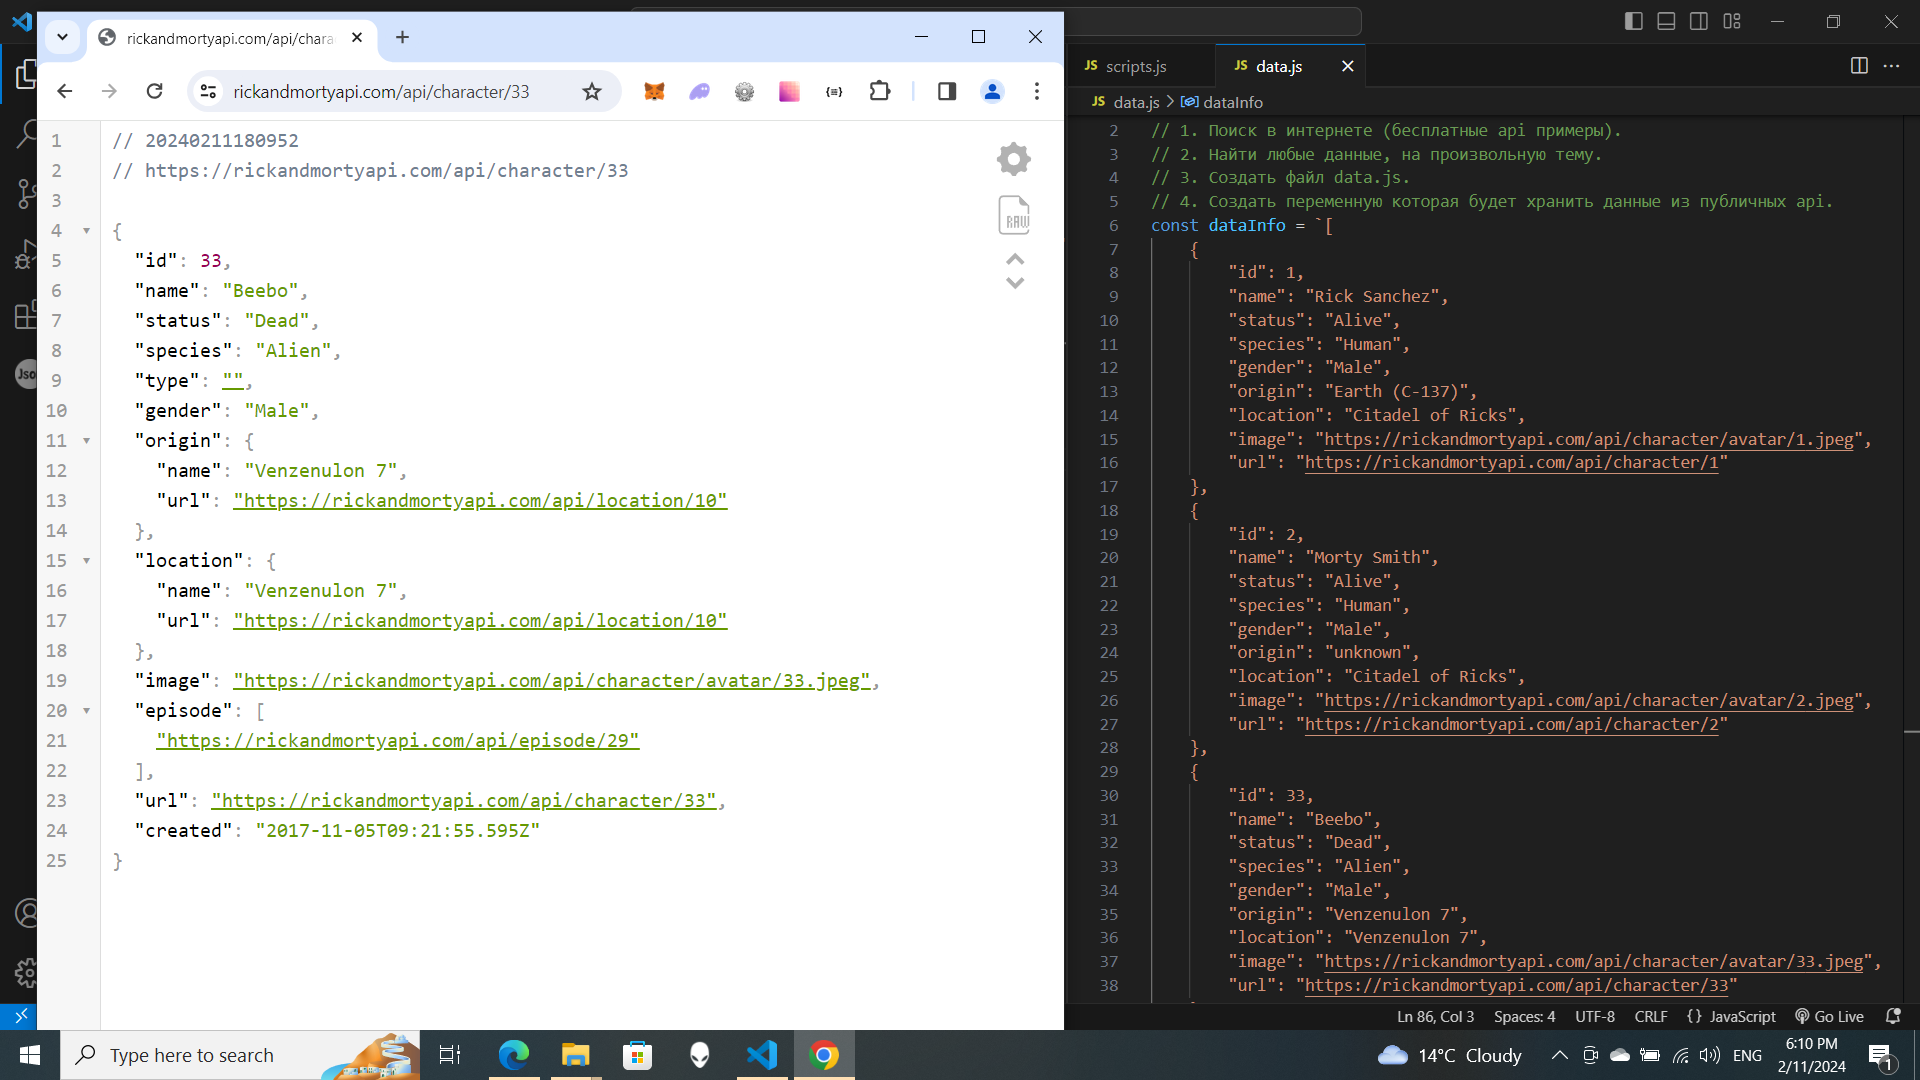 rickandmortyapi.com/api/chara
rickandmortyapi.com/api/character/33
1 // 20240211180952
2 // https://rickandmortyapi.com/api/character/33
3
4 {
5 "id": 33,
6 "name": "Beebo",
7 "status": "Dead",
8 "species": "Alien",
9 "type": "",
10 "gender": "Male",
11 "origin": {
12 "name": "Venzenulon 7",
13 "url": "https://rickandmortyapi.com/api/location/10"
14 },
15 "location": {
16 "name": "Venzenulon 7",
17 "url": "https://rickandmortyapi.com/api/location/10"
18 },
19 "image": "https://rickandmortyapi.com/api/character/avatar/33.jpeg",
20 "episode": [
21 "https://rickandmortyapi.com/api/episode/29"
22 ],
23 "url": "https://rickandmortyapi.com/api/character/33",
24 "created": "2017-11-05T09:21:55.595Z"
25 }
RAW
Jso
JS scripts.js
JS data.js
JS data.js > dataInfo
2 // 1. Поиск в интернете (бесплатные api примеры).
3 // 2. Найти любые данные, на произвольную тему.
4 // 3. Создать файл data.js.
5 // 4. Создать переменную которая будет хранить данные из публичных api.
6 const dataInfo = `[
7 {
8 "id": 1,
9 "name": "Rick Sanchez",
10 "status": "Alive",
11 "species": "Human",
12 "gender": "Male",
13 "origin": "Earth (C-137)",
14 "location": "Citadel of Ricks",
15 "image": "https://rickandmortyapi.com/api/character/avatar/1.jpeg",
16 "url": "https://rickandmortyapi.com/api/character/1"
17 },
18 {
19 "id": 2,
20 "name": "Morty Smith",
21 "status": "Alive",
22 "species": "Human",
23 "gender": "Male",
24 "origin": "unknown",
25 "location": "Citadel of Ricks",
26 "image": "https://rickandmortyapi.com/api/character/avatar/2.jpeg",
27 "url": "https://rickandmortyapi.com/api/character/2"
28 },
29 {
30 "id": 33,
31 "name": "Beebo",
32 "status": "Dead",
33 "species": "Alien",
34 "gender": "Male",
35 "origin": "Venzenulon 7",
36 "location": "Venzenulon 7",
37 "image": "https://rickandmortyapi.com/api/character/avatar/33.jpeg",
38 "url": "https://rickandmortyapi.com/api/character/33"
Ln 86, Col 3 Spaces: 4 UTF-8 CRLF {} JavaScript Go Live
Type here to search
14°C Cloudy
ENG
6:10 PM
2/11/2024
1